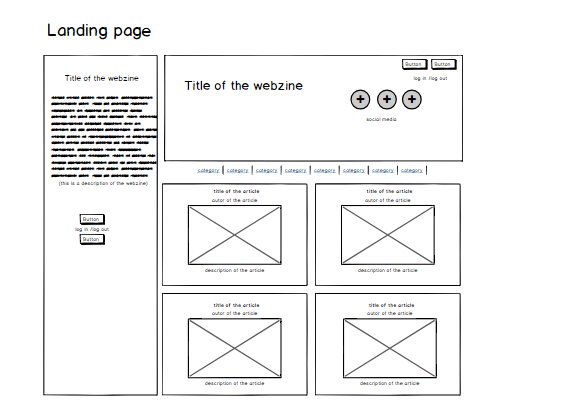 Landing page
Title of the webzine
(this is a description of the webzine)
Button
log in /log out
Button
Button Button
log in /log out
Title of the webzine
social media
category category category category category category category category
title of the article
autor of the article
description of the article
title of the article
autor of the article
description of the article
title of the article
autor of the article
description of the article
title of the article
autor of the article
description of the article